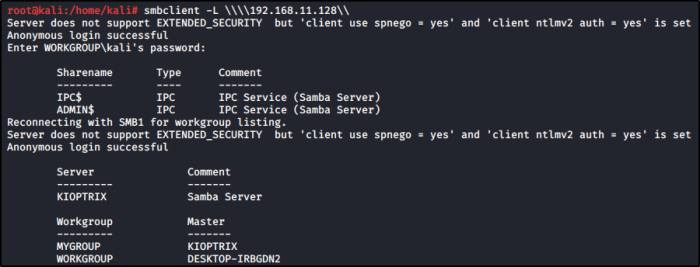 root@kali:/home/kali# smbclient -L \\\\192.168.11.128\\
Server does not support EXTENDED_SECURITY  but 'client use spnego = yes' and 'client ntlmv2 auth = yes' is set
Anonymous login successful
Enter WORKGROUP\kali's password:
Sharename       Type      Comment
---------       ----      -------
IPC$            IPC       IPC Service (Samba Server)
ADMIN$          IPC       IPC Service (Samba Server)
Reconnecting with SMB1 for workgroup listing.
Server does not support EXTENDED_SECURITY  but 'client use spnego = yes' and 'client ntlmv2 auth = yes' is set
Anonymous login successful
Server               Comment
---------            -------
KIOPTRIX             Samba Server
Workgroup            Master
---------            -------
MYGROUP              KIOPTRIX
WORKGROUP            DESKTOP-IRBGDN2